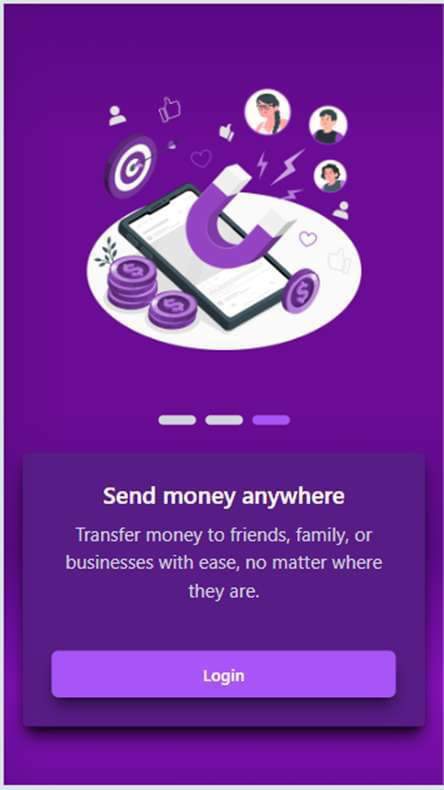 Send money anywhere
Transfer money to friends, family, or
businesses with ease, no matter where
they are.
Login